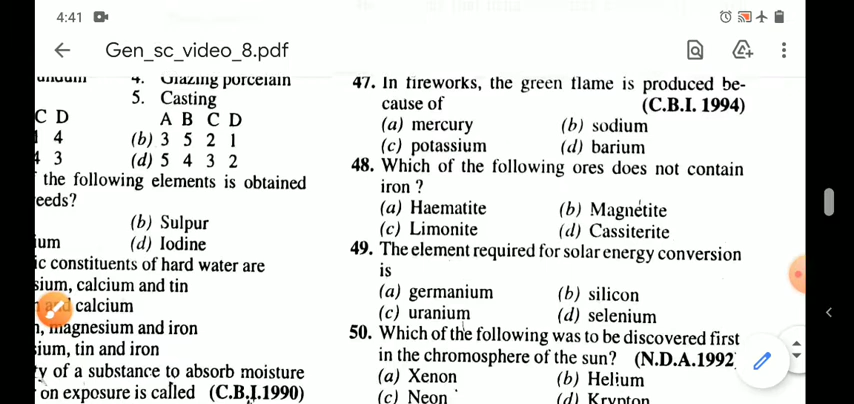 4:41
Gen_sc_video_8.pdf
4. Glazing porcelain
5. Casting
C D A B C D
4 (b) 3 5 2 1
4 3 (d) 5 4 3 2
the following elements is obtained
eeds?
(b) Sulpur
ium (d) Iodine
ic constituents of hard water are
sium, calcium and tin
and calcium
n, magnesium and iron
sium, tin and iron
y of a substance to absorb moisture
on exposure is called (C.B.I.1990)
47. In fireworks, the green flame is produced be-
cause of (C.B.I. 1994)
(a) mercury (b) sodium
(c) potassium (d) barium
48. Which of the following ores does not contain
iron ?
(a) Haematite (b) Magnetite
(c) Limonite (d) Cassiterite
49. The element required for solar energy conversion
is
(a) germanium (b) silicon
(c) uranium (d) selenium
50. Which of the following was to be discovered first
in the chromosphere of the sun? (N.D.A.1992
(a) Xenon (b) Helium
(c) Neon (d) Krypton